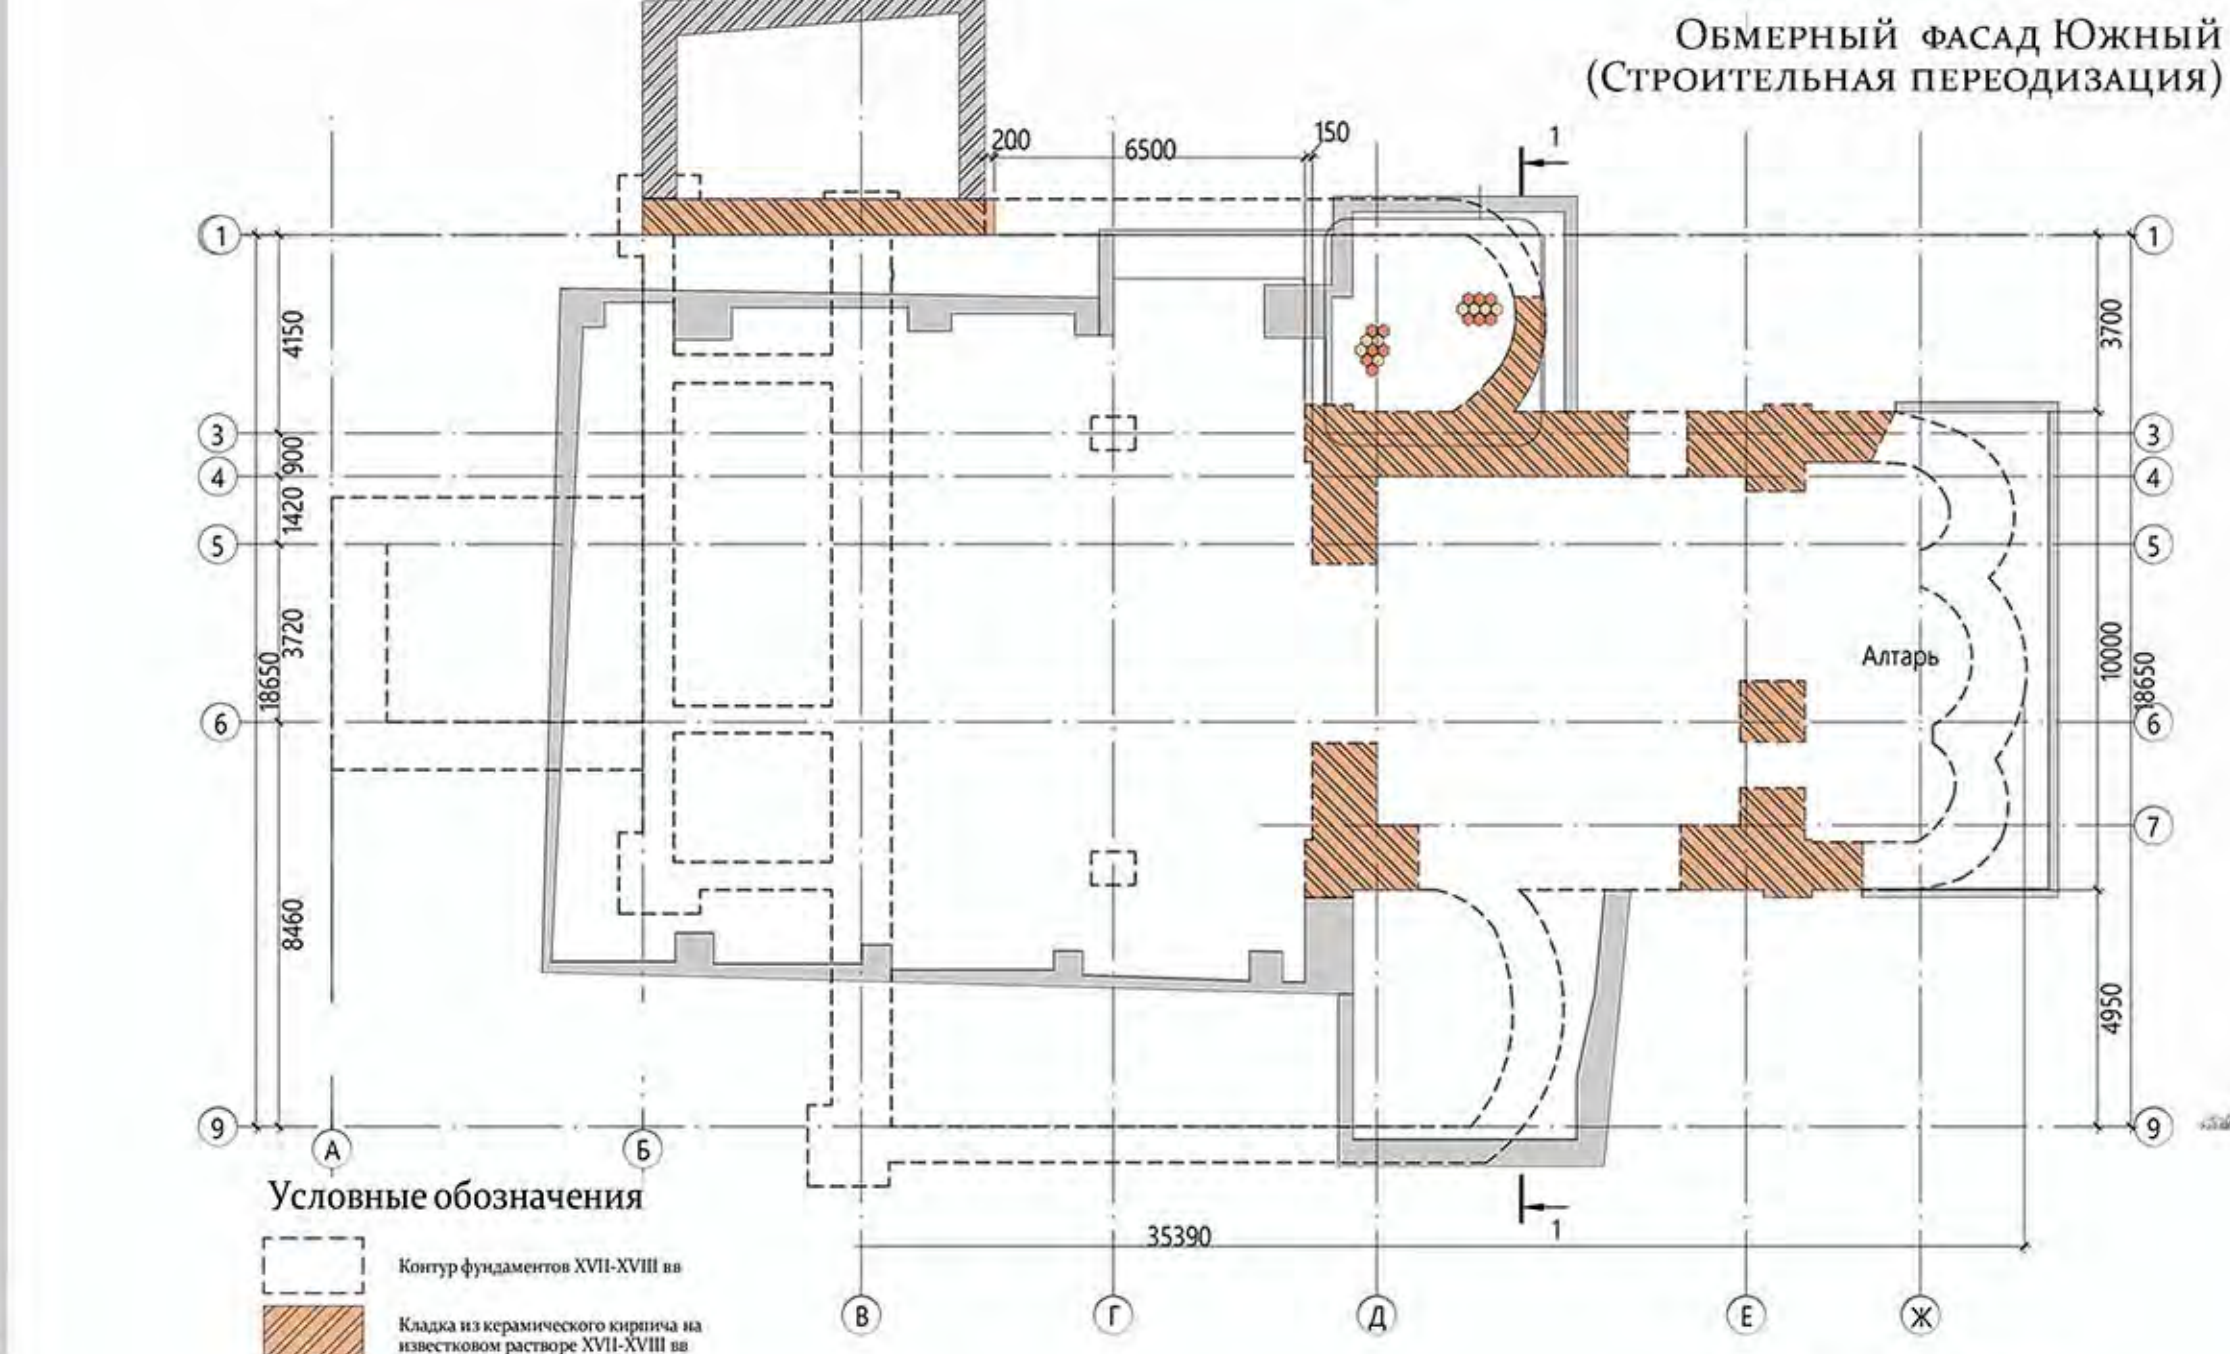 Обмерный фасад Южный
(Строительная переодизация)
200
6500
150
1
1
1
4150
3700
3
3
900
4
4
1420
5
5
3720
18650
Алтарь
10000
18650
6
6
7
8460
4950
9
9
А
Б
1
35390
Условные обозначения
Контур фундаментов XVII-XVIII вв
В
Г
Д
Е
Ж
Кладка из керамического кирпича на
известковом растворе XVII-XVIII вв